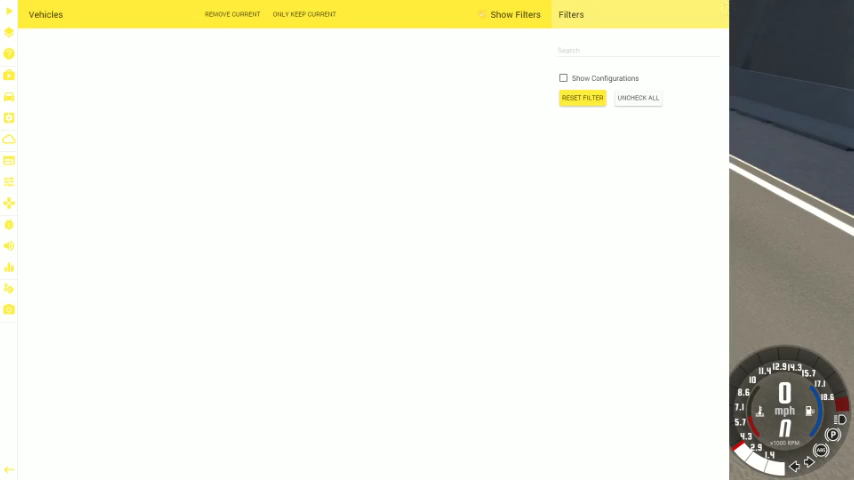 Vehicles
REMOVE CURRENT
ONLY KEEP CURRENT
Show Filters
Filters
Search
Show Configurations
RESET FILTER
UNCHECK ALL
1.4
2.9
4.3
5.7
7.1
8.6
10
11.4
12.9
14.3
15.7
17.1
18.6
0
mph
n
x1000 RPM
P
ABS